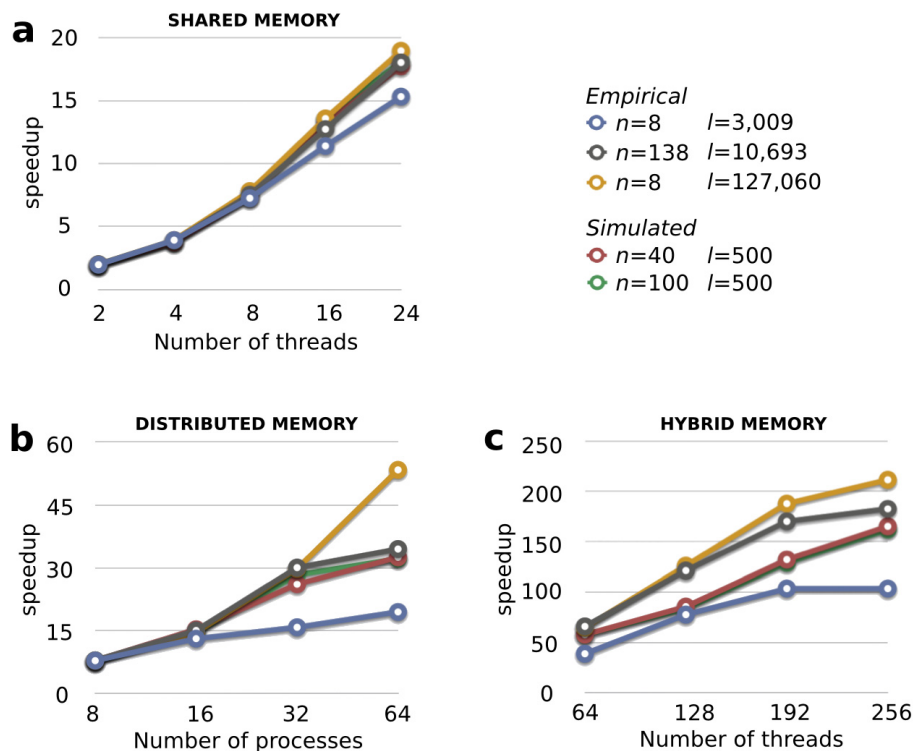 a
SHARED MEMORY
20
15
10
5
0
speedup
2 4 8 16 24
Number of threads
Empirical
n=8 l=3,009
n=138 l=10,693
n=8 l=127,060
Simulated
n=40 l=500
n=100 l=500
b
DISTRIBUTED MEMORY
60
45
30
15
0
speedup
8 16 32 64
Number of processes
c
HYBRID MEMORY
250
200
150
100
50
0
speedup
64 128 192 256
Number of threads